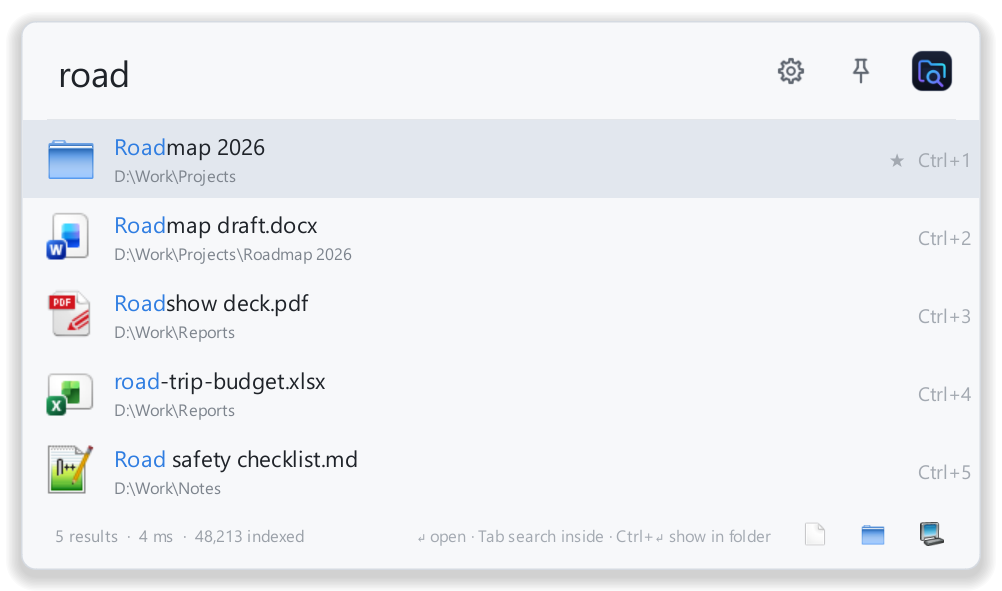 road
Roadmap 2026
D:\Work\Projects
★ Ctrl+1
Roadmap draft.docx
D:\Work\Projects\Roadmap 2026
Ctrl+2
W
Roadshow deck.pdf
D:\Work\Reports
Ctrl+3
PDF
road-trip-budget.xlsx
D:\Work\Reports
Ctrl+4
X
Road safety checklist.md
D:\Work\Notes
Ctrl+5
n++
5 results · 4 ms · 48,213 indexed
↲ open · Tab search inside · Ctrl+↲ show in folder